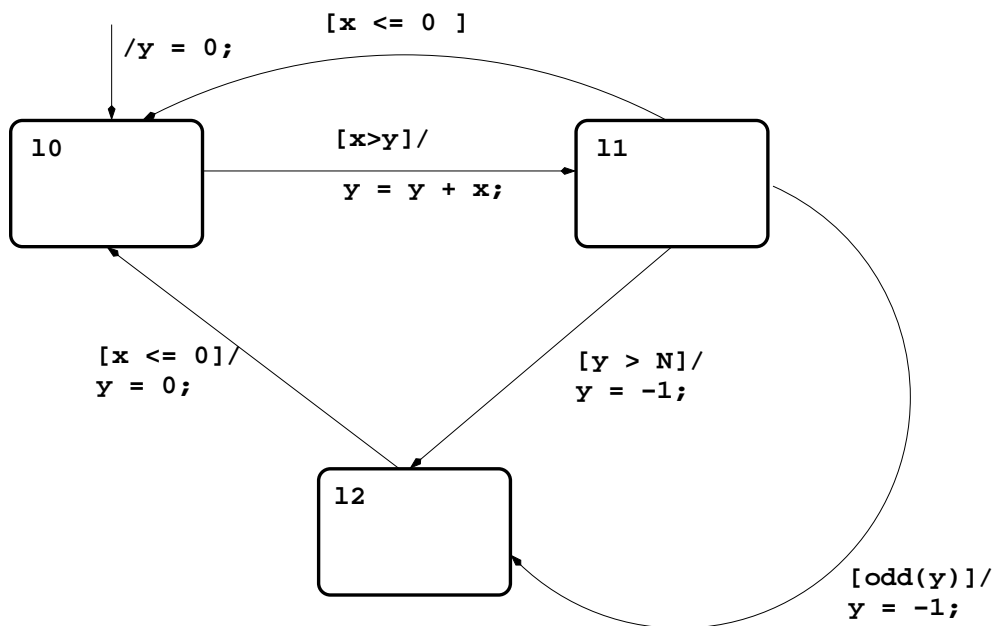 [x <= 0 ]
/y = 0;
l0
[x>y]/
y = y + x;
l1
[x <= 0]/
y = 0;
[y > N]/
y = -1;
l2
[odd(y)]/
y = -1;